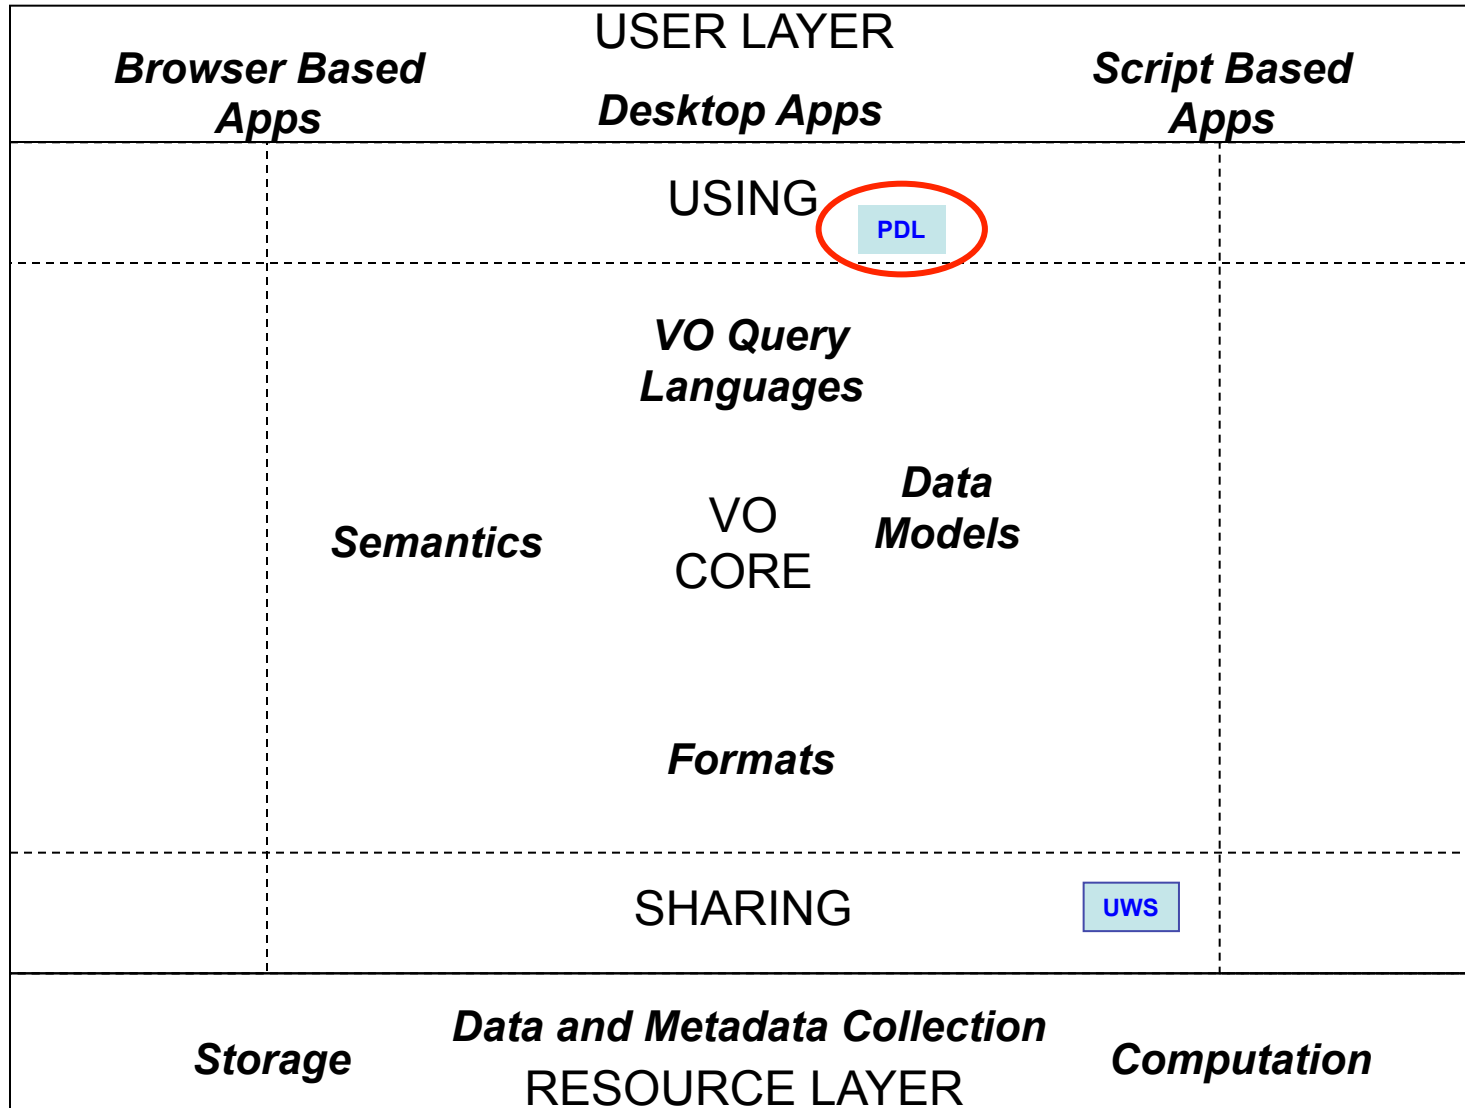 USER LAYER
Browser Based
Apps
Desktop Apps
Script Based
Apps
USING
PDL
VO Query
Languages
Semantics
VO
CORE
Data
Models
Formats
SHARING
UWS
Storage
Data and Metadata Collection
Computation
RESOURCE LAYER